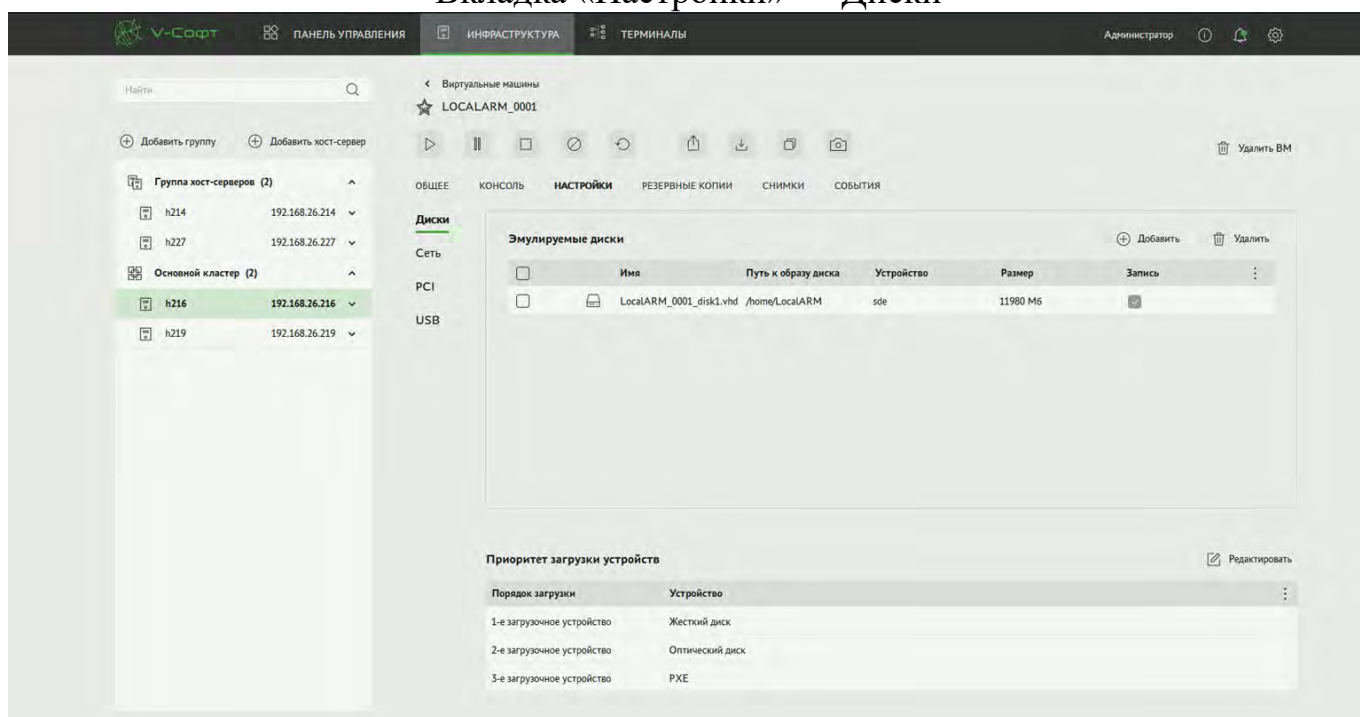 Вкладка «Настройки» — Диски
V-Софт ПАНЕЛЬ УПРАВЛЕНИЯ ИНФРАСТРУКТУРА ТЕРМИНАЛЫ Администратор
Найти
Добавить группу Добавить хост-сервер
Группа хост-серверов (2)
h214 192.168.26.214
h227 192.168.26.227
Основной кластер (2)
h216 192.168.26.216
h219 192.168.26.219
Виртуальные машины
LOCALARM_0001
Удалить ВМ
ОБЩЕЕ КОНСОЛЬ НАСТРОЙКИ РЕЗЕРВНЫЕ КОПИИ СНИМКИ СОБЫТИЯ
Диски
Сеть
PCI
USB
Эмулируемые диски Добавить Удалить
Имя Путь к образу диска Устройство Размер Запись
LocalARM_0001_disk1.vhd /home/LocalARM sde 11980 Мб
Приоритет загрузки устройств Редактировать
Порядок загрузки Устройство
1-е загрузочное устройство Жесткий диск
2-е загрузочное устройство Оптический диск
3-е загрузочное устройство PXE